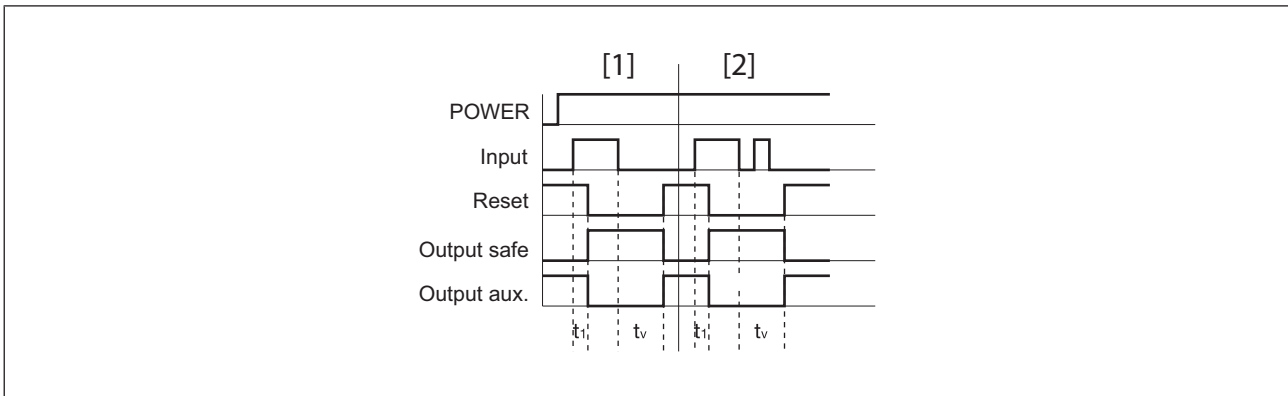 [1] [2]
POWER
Input
Reset
Output safe
Output aux.
t1 tv t1 tv